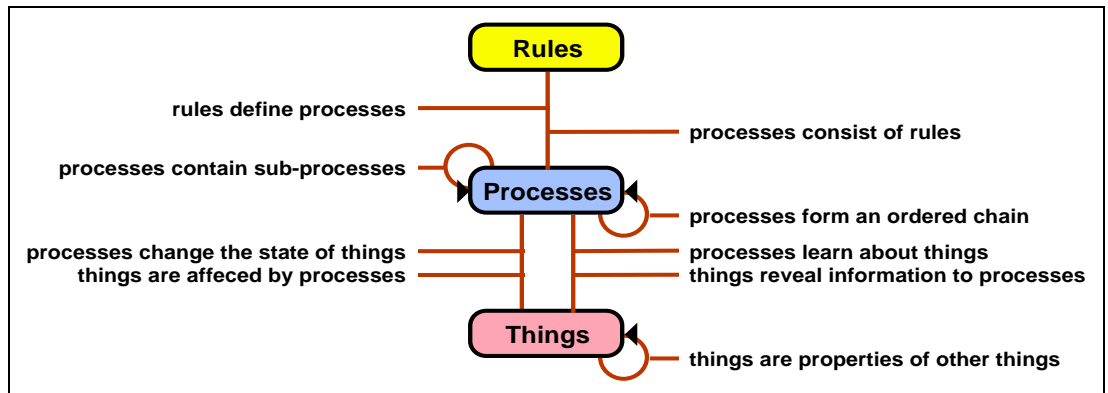 Rules
rules define processes
processes consist of rules
processes contain sub-processes
Processes
processes form an ordered chain
processes change the state of things
processes learn about things
things are affeced by processes
things reveal information to processes
Things
things are properties of other things